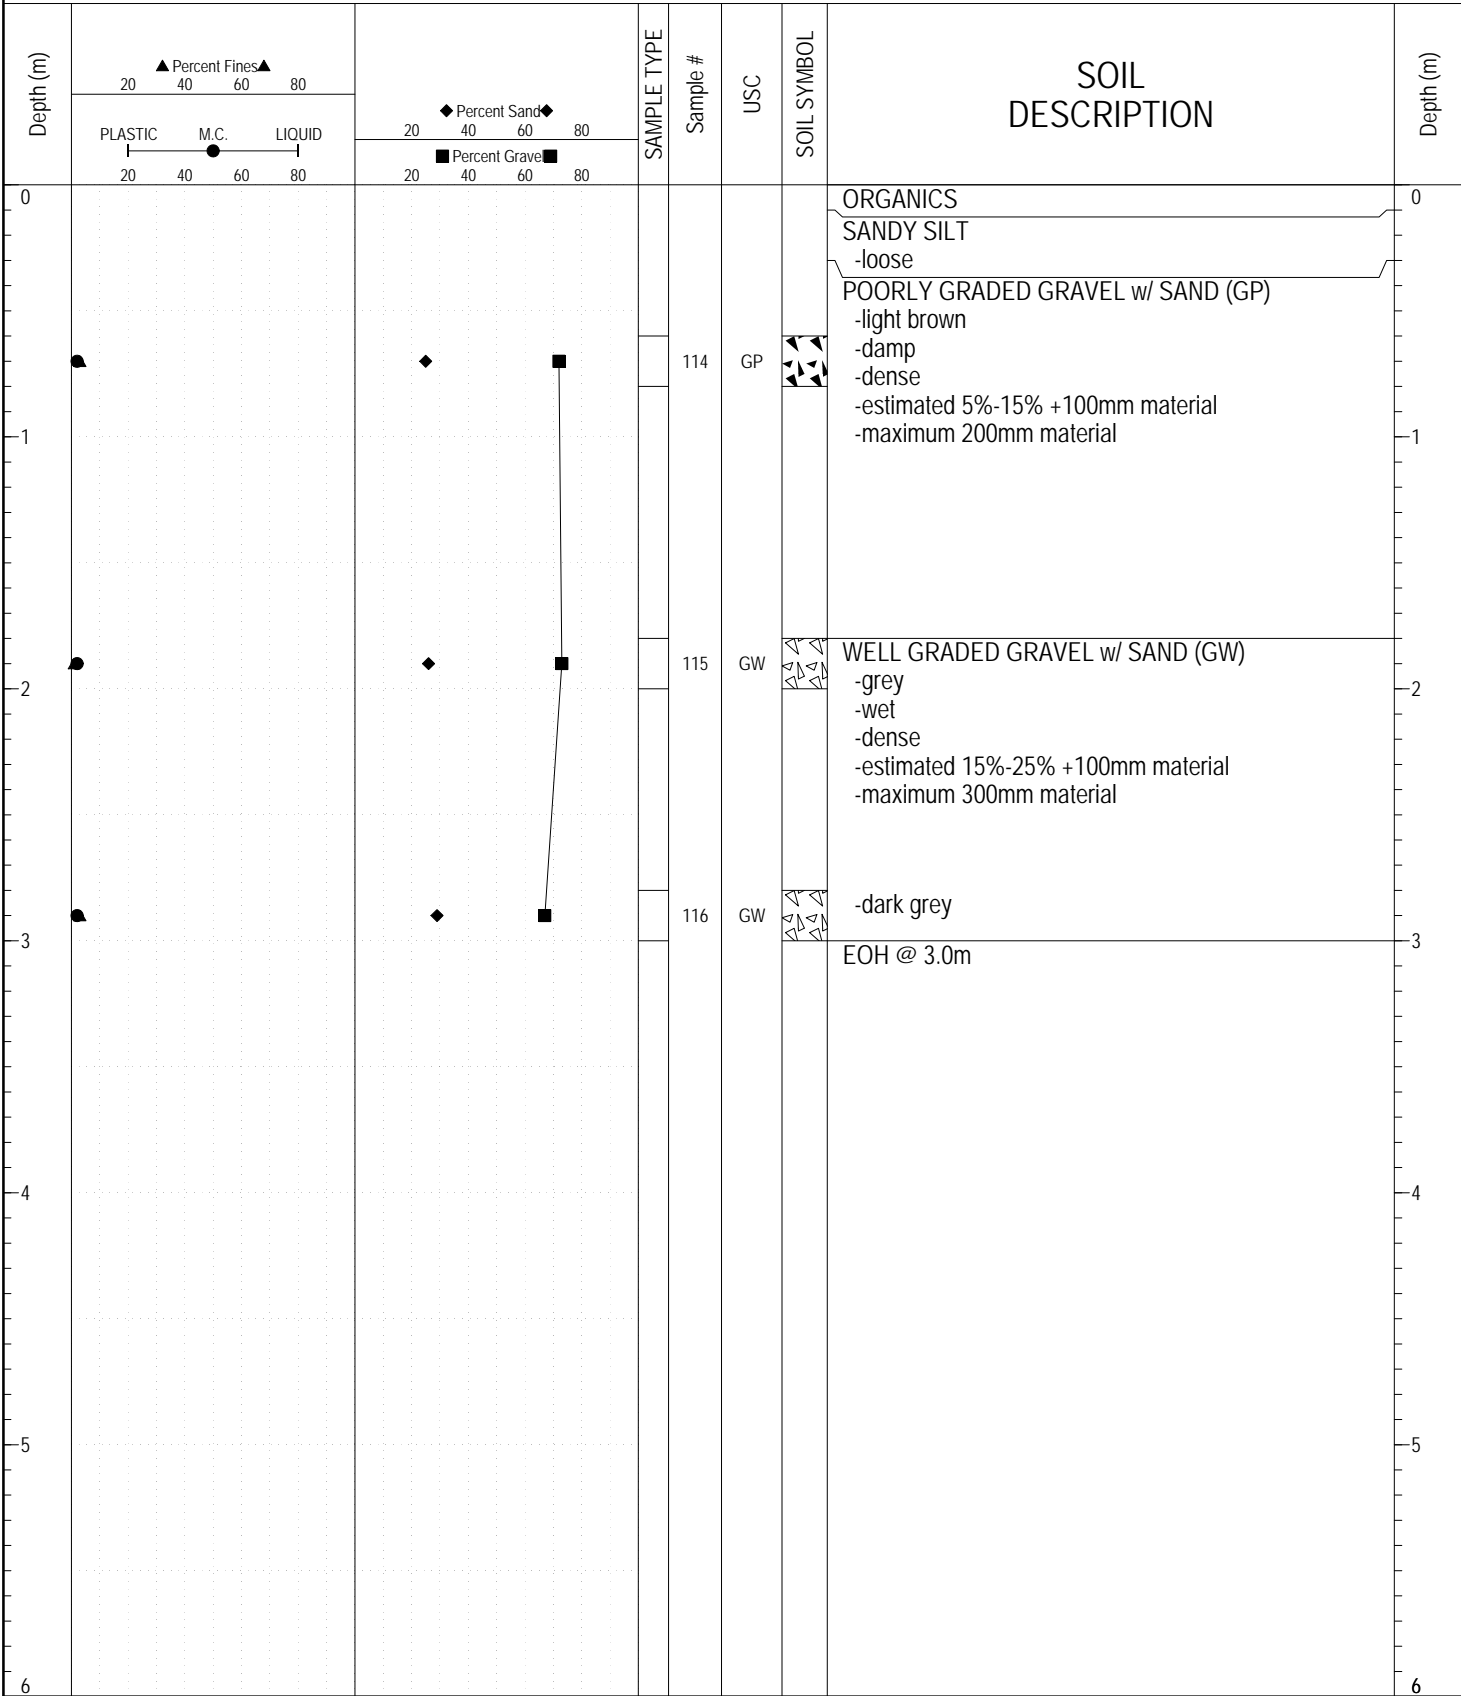 Depth (m)
▲ Percent Fines ▲
20 40 60 80
PLASTIC M.C. LIQUID
20 40 60 80
◆ Percent Sand ◆
20 40 60 80
■ Percent Gravel ■
20 40 60 80
SAMPLE TYPE
Sample #
USC
SOIL SYMBOL
SOIL
DESCRIPTION
Depth (m)
0 ORGANICS 0
SANDY SILT
-loose
POORLY GRADED GRAVEL w/ SAND (GP)
-light brown
114 GP -damp
-dense
-estimated 5%-15% +100mm material
1 -maximum 200mm material 1
115 GW WELL GRADED GRAVEL w/ SAND (GW)
2 -grey 2
-wet
-dense
-estimated 15%-25% +100mm material
-maximum 300mm material
116 GW -dark grey
3 3
EOH @ 3.0m
4 4
5 5
6 6